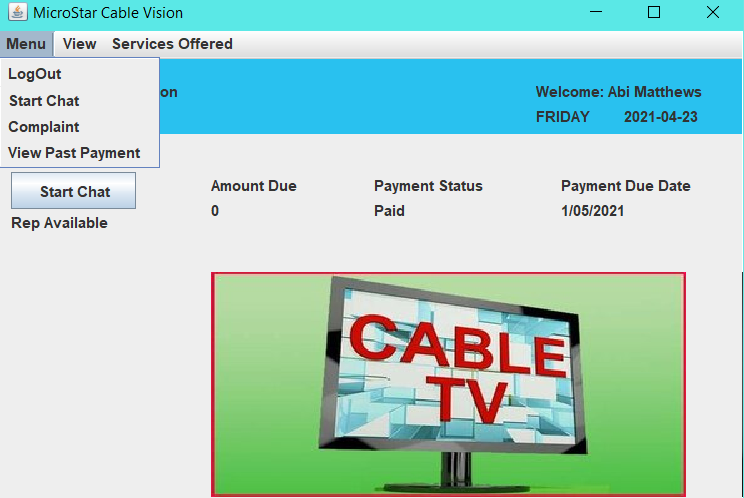 MicroStar Cable Vision
Menu View Services Offered
LogOut
Start Chat
Complaint
View Past Payment
on
Welcome: Abi Matthews
FRIDAY 2021-04-23
Start Chat
Rep Available
Amount Due Payment Status Payment Due Date
0 Paid 1/05/2021
CABLE
TV